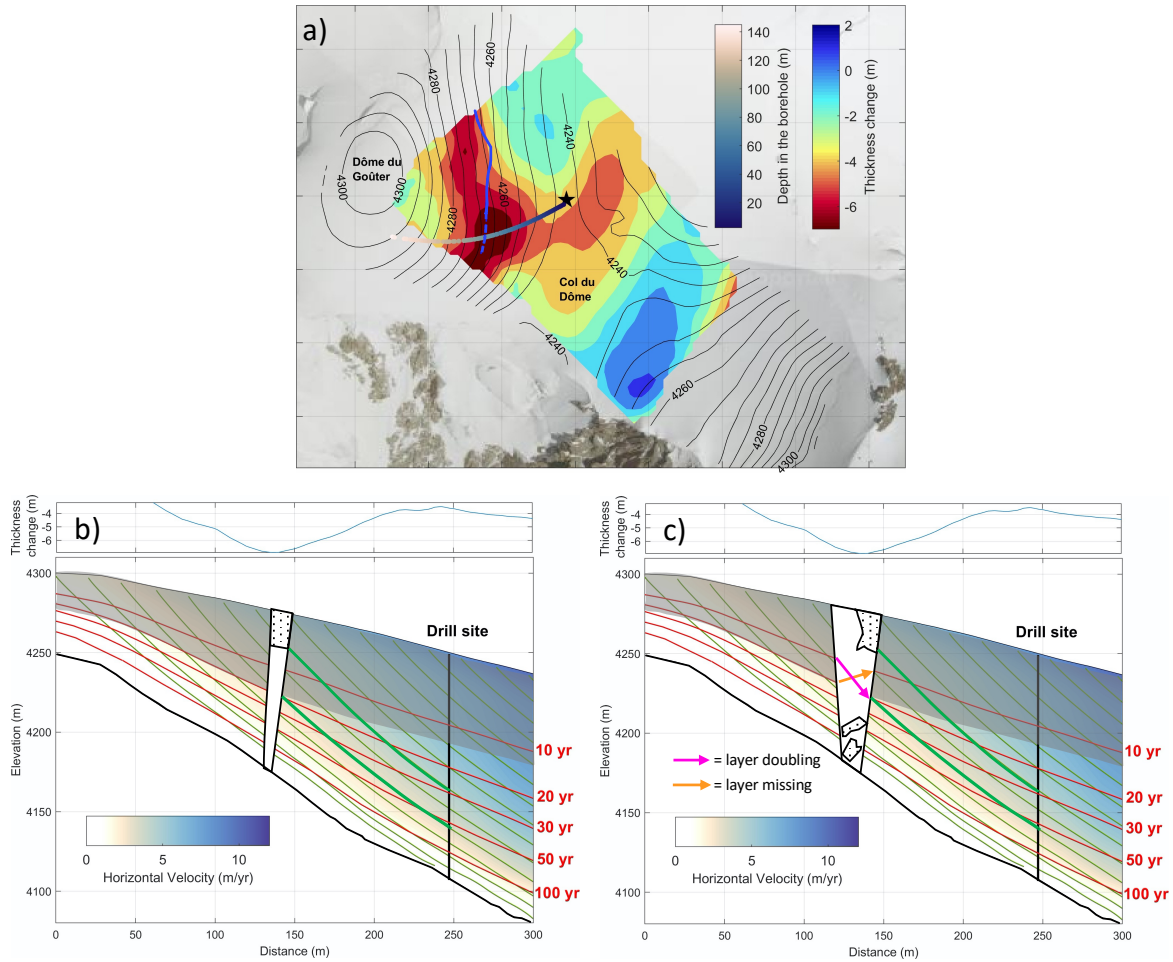 a)
4260
4280
4240
4300
4300
4280
4280
4240
4240
4240
4260
4280
4300
Dôme du
Goûter
Col du
Dôme
140
120
100
80
60
40
20
Depth in the borehole (m)
2
0
-2
-4
-6
Thickness change (m)
b)
Thickness
change (m)
-4
-5
-6
4300
4250
4200
4150
4100
Elevation (m)
Drill site
10 yr
20 yr
30 yr
50 yr
100 yr
0 5 10
Horizontal Velocity (m/yr)
0 50 100 150 200 250 300
Distance (m)
c)
Thickness
change (m)
-4
-5
-6
4300
4250
4200
4150
4100
Elevation (m)
Drill site
= layer doubling
= layer missing
10 yr
20 yr
30 yr
50 yr
100 yr
0 5 10
Horizontal Velocity (m/yr)
0 50 100 150 200 250 300
Distance (m)